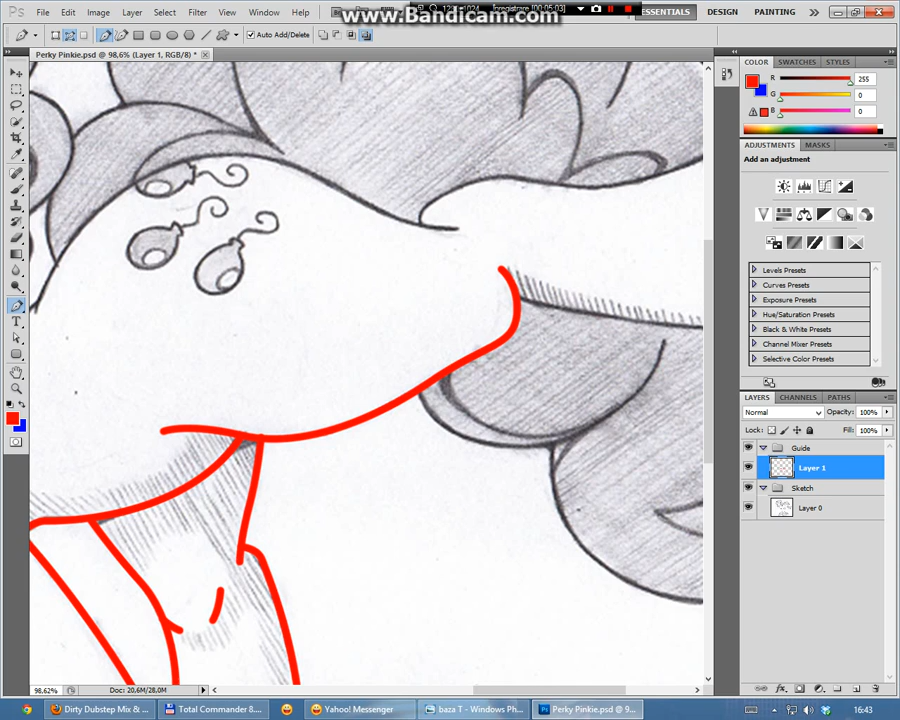 www.Bandicam.com
File Edit Image Layer Select Filter View Window Help
ESSENTIALS DESIGN PAINTING
Auto Add/Delete
Perky Pinkie.psd @ 98,6% (Layer 1, RGB/8) *
COLOR SWATCHES STYLES
R 255
G 0
B 0
ADJUSTMENTS MASKS
Add an adjustment
Levels Presets
Curves Presets
Exposure Presets
Hue/Saturation Presets
Black & White Presets
Channel Mixer Presets
Selective Color Presets
LAYERS CHANNELS PATHS
Normal Opacity: 100%
Lock: Fill: 100%
Guide
Layer 1
Sketch
Layer 0
98,62% Doc: 20,6M/28,0M
Dirty Dubstep Mix &... Total Commander 8.... Yahoo! Messenger baza T - Windows Ph... Perky Pinkie.psd @ 9... 16:43